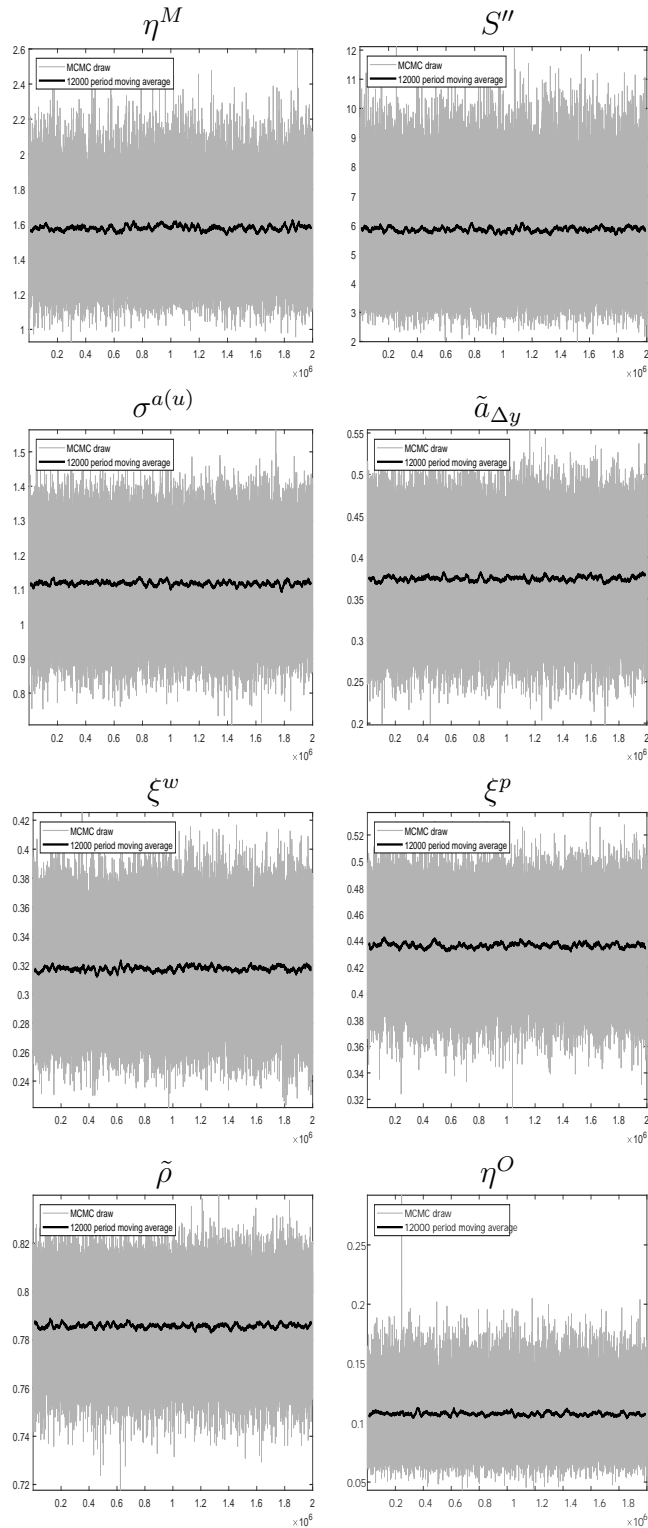 η^M
MCMC draw
12000 period moving average
2.6
2.4
2.2
2
1.8
1.6
1.4
1.2
1
0.2 0.4 0.6 0.8 1 1.2 1.4 1.6 1.8 2
×10^6
S''
MCMC draw
12000 period moving average
12
11
10
9
8
7
6
5
4
3
2
0.2 0.4 0.6 0.8 1 1.2 1.4 1.6 1.8 2
×10^6
σ^{a(u)}
MCMC draw
12000 period moving average
1.5
1.4
1.3
1.2
1.1
1
0.9
0.8
0.2 0.4 0.6 0.8 1 1.2 1.4 1.6 1.8 2
×10^6
ã_{Δy}
MCMC draw
12000 period moving average
0.55
0.5
0.45
0.4
0.35
0.3
0.25
0.2
0.2 0.4 0.6 0.8 1 1.2 1.4 1.6 1.8 2
×10^6
ξ^w
MCMC draw
12000 period moving average
0.42
0.4
0.38
0.36
0.34
0.32
0.3
0.28
0.26
0.24
0.2 0.4 0.6 0.8 1 1.2 1.4 1.6 1.8 2
×10^6
ξ^p
MCMC draw
12000 period moving average
0.52
0.5
0.48
0.46
0.44
0.42
0.4
0.38
0.36
0.34
0.32
0.2 0.4 0.6 0.8 1 1.2 1.4 1.6 1.8 2
×10^6
ρ̃
MCMC draw
12000 period moving average
0.82
0.8
0.78
0.76
0.74
0.72
0.2 0.4 0.6 0.8 1 1.2 1.4 1.6 1.8 2
×10^6
η^O
MCMC draw
12000 period moving average
0.25
0.2
0.15
0.1
0.05
0.2 0.4 0.6 0.8 1 1.2 1.4 1.6 1.8 2
×10^6